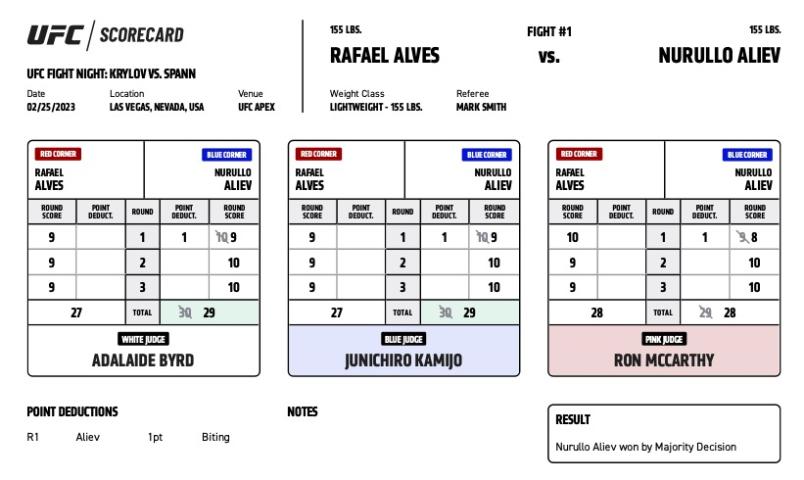 UFC / SCORECARD
UFC FIGHT NIGHT: KRYLOV VS. SPANN
Date Location Venue
02/25/2023 LAS VEGAS, NEVADA, USA UFC APEX
155 LBS. FIGHT #1 155 LBS.
RAFAEL ALVES VS. NURULLO ALIEV
Weight Class Referee
LIGHTWEIGHT - 155 LBS. MARK SMITH
RED CORNER BLUE CORNER
RAFAEL NURULLO
ALVES ALIEV
ROUND SCORE POINT DEDUCT. ROUND POINT DEDUCT. ROUND SCORE
9 1 1 10 9
9 2 10
9 3 10
27 TOTAL 30 29
WHITE JUDGE
ADALAIDE BYRD
RED CORNER BLUE CORNER
RAFAEL NURULLO
ALVES ALIEV
ROUND SCORE POINT DEDUCT. ROUND POINT DEDUCT. ROUND SCORE
9 1 1 10 9
9 2 10
9 3 10
27 TOTAL 30 29
BLUE JUDGE
JUNICHIRO KAMIJO
RED CORNER BLUE CORNER
RAFAEL NURULLO
ALVES ALIEV
ROUND SCORE POINT DEDUCT. ROUND POINT DEDUCT. ROUND SCORE
10 1 1 9 8
9 2 10
9 3 10
28 TOTAL 29 28
PINK JUDGE
RON MCCARTHY
POINT DEDUCTIONS
R1 Aliev 1pt Biting
NOTES
RESULT
Nurullo Aliev won by Majority Decision